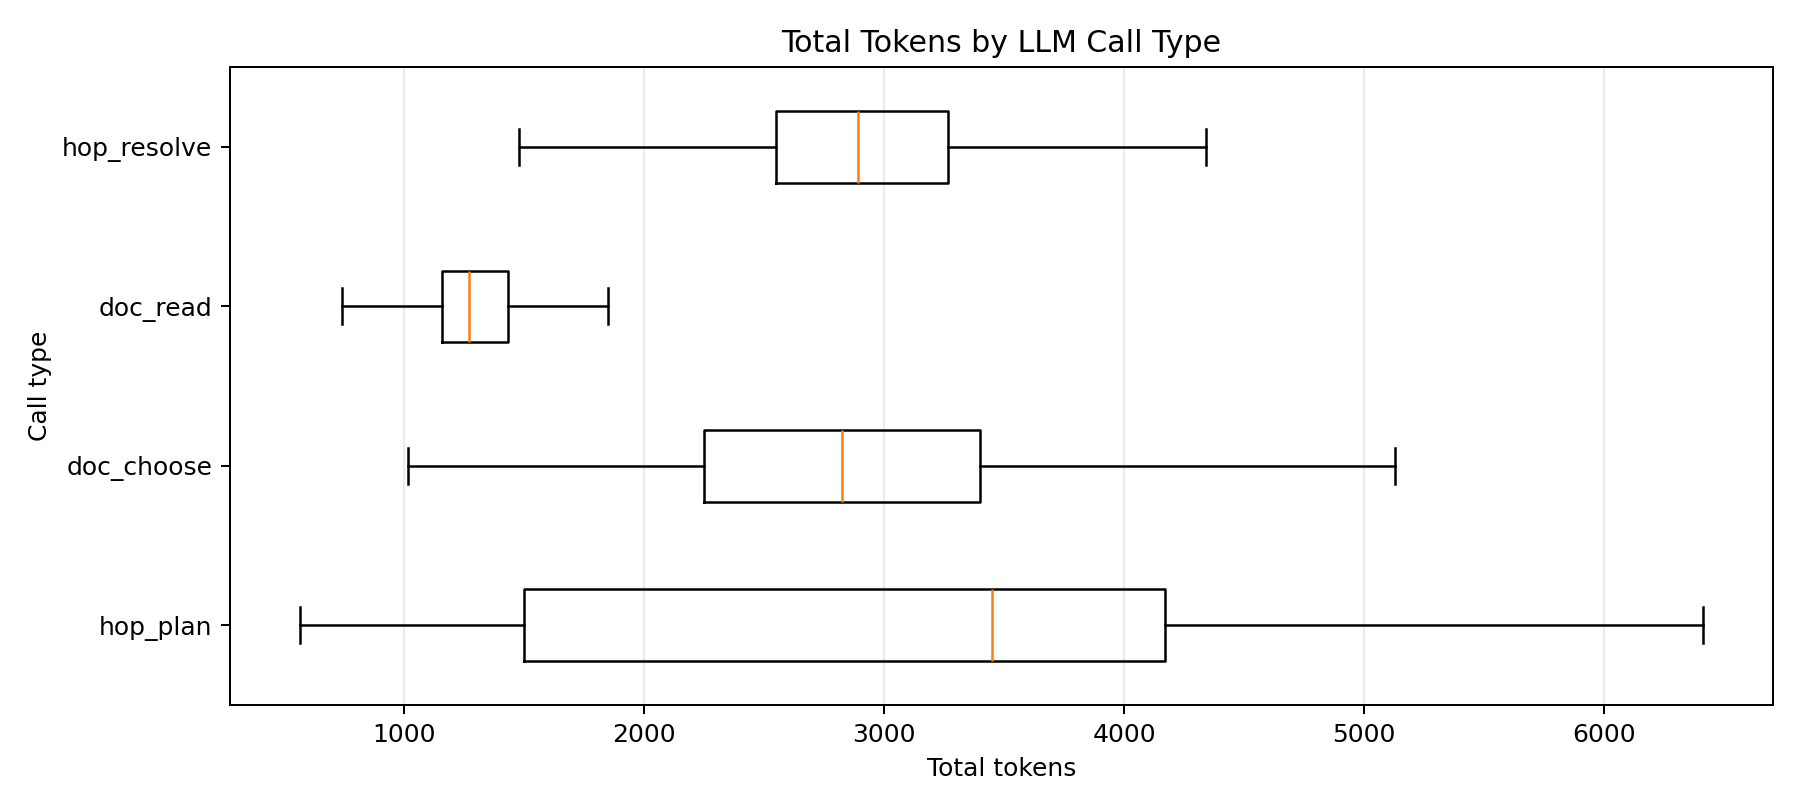 Total Tokens by LLM Call Type
hop_resolve
doc_read
doc_choose
hop_plan
Call type
1000 2000 3000 4000 5000 6000
Total tokens